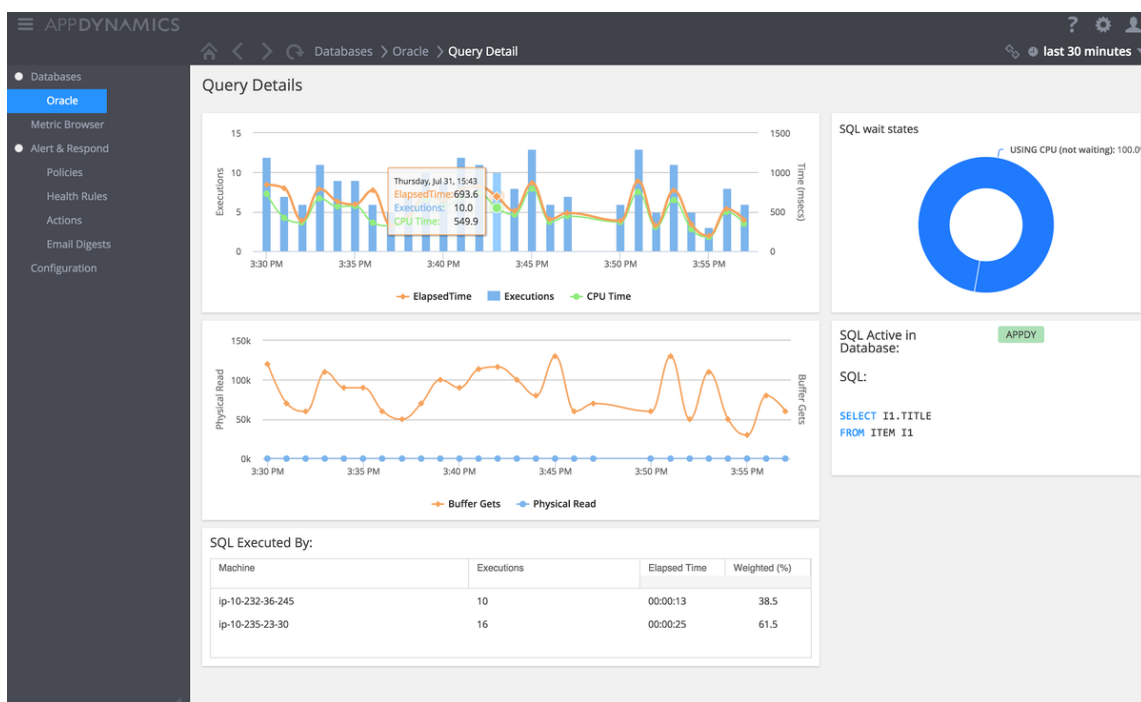 APPDYNAMICS
?
Databases > Oracle > Query Detail
last 30 minutes
Databases
Oracle
Metric Browser
Alert & Respond
Policies
Health Rules
Actions
Email Digests
Configuration
Query Details
15
10
5
0
Executions
1500
1000
500
0
Time (msecs)
Thursday, Jul 31, 15:43
ElapsedTime: 693.6
Executions: 10.0
CPU Time: 549.9
3:30 PM 3:35 PM 3:40 PM 3:45 PM 3:50 PM 3:55 PM
ElapsedTime Executions CPU Time
SQL wait states
USING CPU (not waiting): 100.0
150k
100k
50k
0k
Physical Read
Buffer Gets
3:30 PM 3:35 PM 3:40 PM 3:45 PM 3:50 PM 3:55 PM
Buffer Gets Physical Read
SQL Active in
Database:
APPDY
SQL:
SELECT I1.TITLE
FROM ITEM I1
SQL Executed By:
Machine Executions Elapsed Time Weighted (%)
ip-10-232-36-245 10 00:00:13 38.5
ip-10-235-23-30 16 00:00:25 61.5